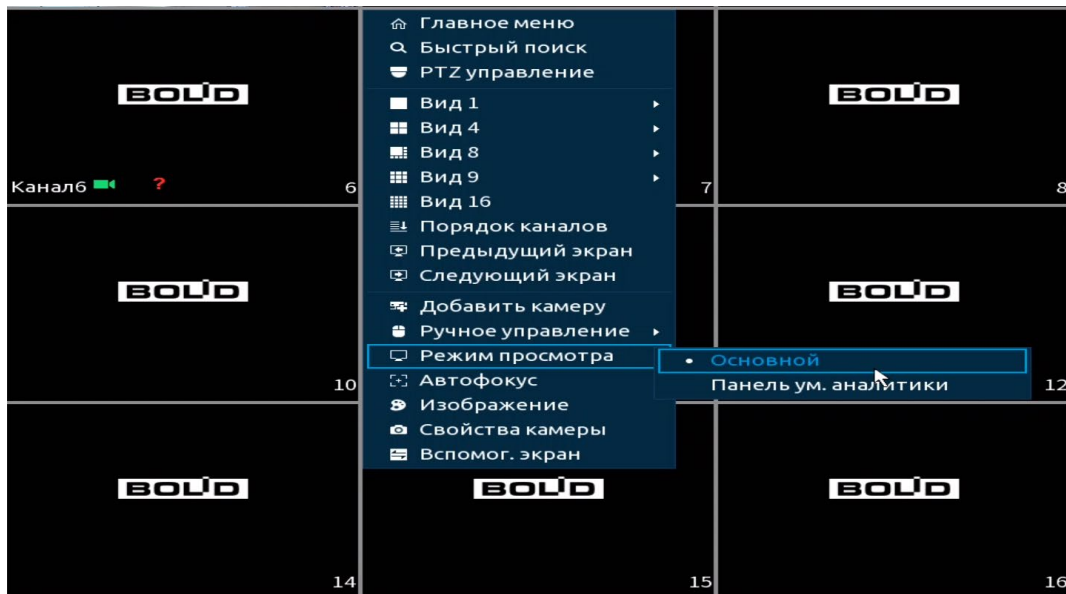 Главное меню
Быстрый поиск
PTZ управление
BOLID
BOLID
Вид 1
Вид 4
Вид 8
Вид 9
Канал6 ? 6
7
8
Вид 16
Порядок каналов
Предыдущий экран
Следующий экран
BOLID
BOLID
Добавить камеру
Ручное управление
Режим просмотра
Основной
Автофокус
Панель ум. аналитики
10
12
Изображение
Свойства камеры
Вспомог. экран
BOLID
BOLID
BOLID
14
15
16